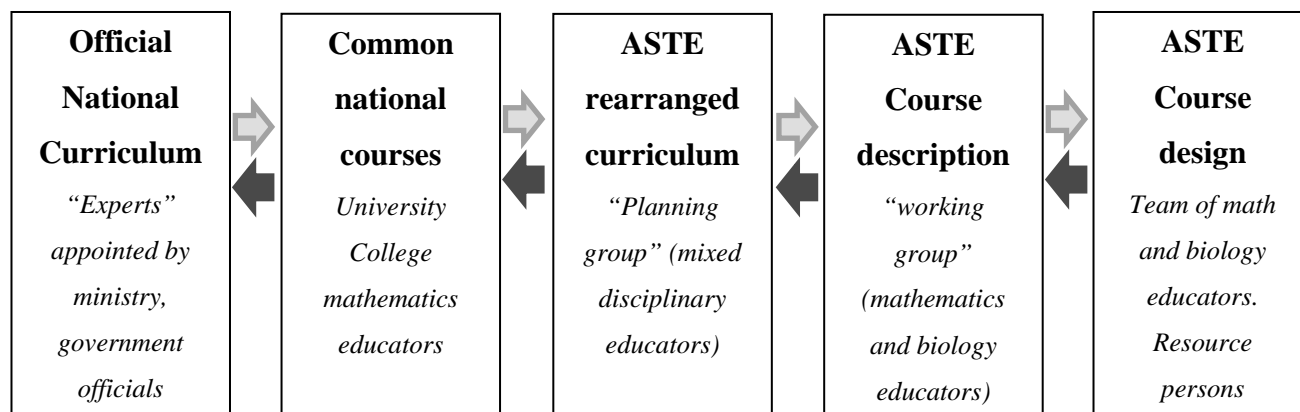 Official
National
Curriculum
“Experts”
appointed by
ministry,
government
officials
Common
national
courses
University
College
mathematics
educators
ASTE
rearranged
curriculum
“Planning
group” (mixed
disciplinary
educators)
ASTE
Course
description
“working
group”
(mathematics
and biology
educators)
ASTE
Course
design
Team of math
and biology
educators.
Resource
persons